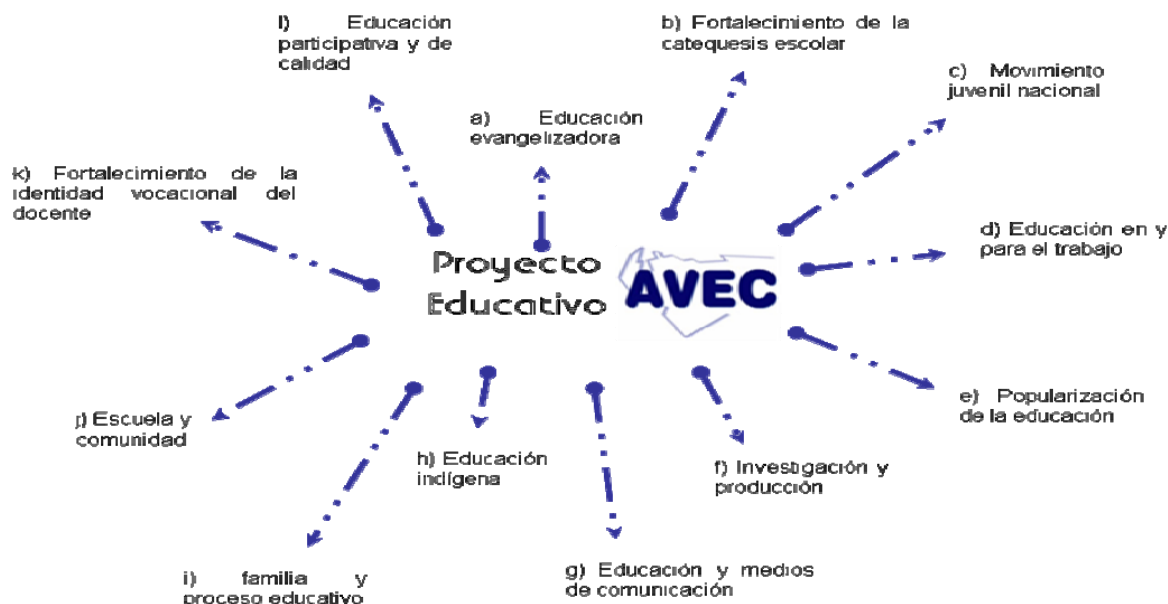 l) Educación
participativa y de
calidad
b) Fortalecimiento de la
catequesis escolar
c) Movimiento
juvenil nacional
a) Educación
evangelizadora
k) Fortalecimiento de la
identidad vocacional del
docente
d) Educación en y
para el trabajo
Proyecto
Educativo
AVEC
e) Popularización
de la educación
j) Escuela y
comunidad
h) Educación
indígena
f) Investigación y
producción
g) Educación y medios
de comunicación
i) familia y
proceso educativo